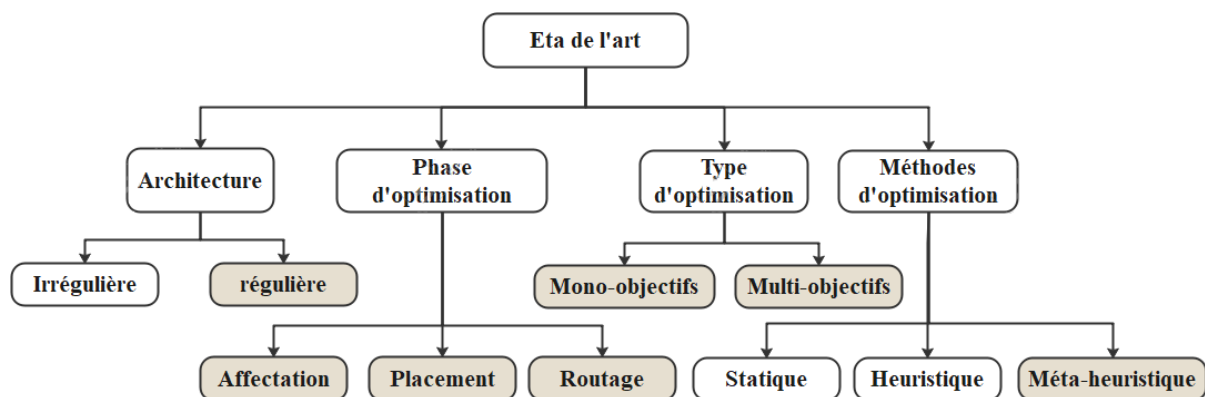 Eta de l'art
Architecture
Phase
d'optimisation
Type
d'optimisation
Méthodes
d'optimisation
Irrégulière
régulière
Mono-objectifs
Multi-objectifs
Affectation
Placement
Routage
Statique
Heuristique
Méta-heuristique